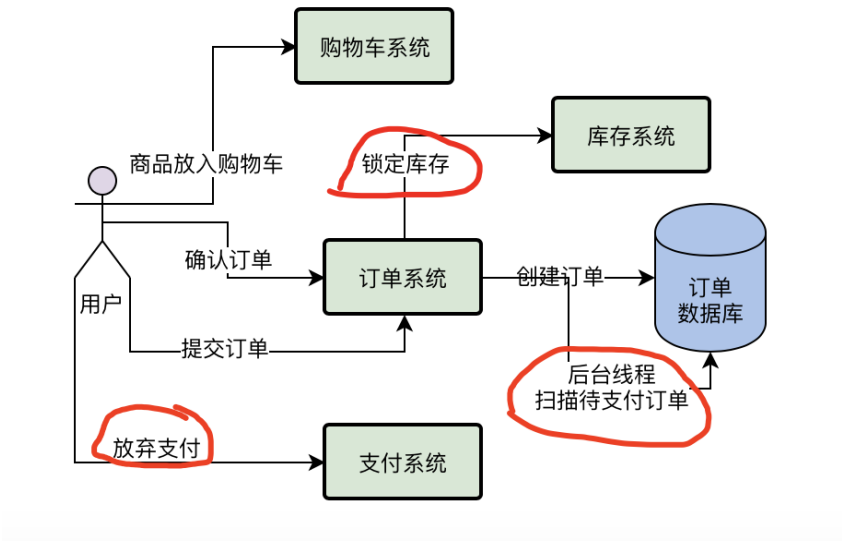 购物车系统
库存系统
商品放入购物车
锁定库存
确认订单
订单系统
创建订单
订单
数据库
用户
提交订单
后台线程
扫描待支付订单
放弃支付
支付系统